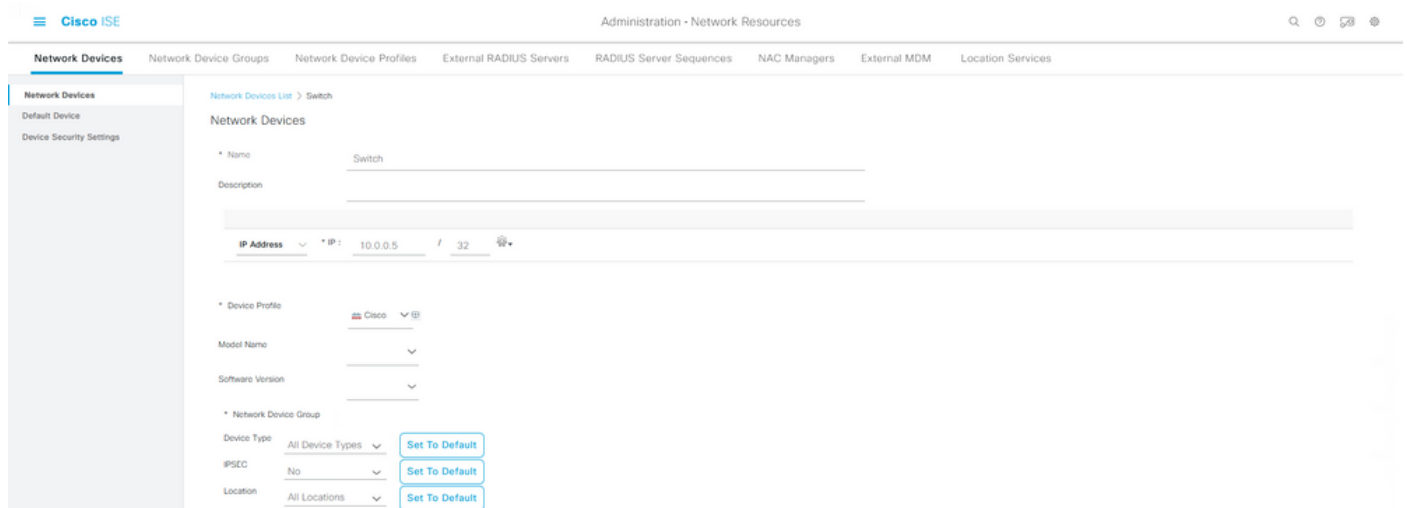 Cisco ISE
Administration · Network Resources
Network Devices Network Device Groups Network Device Profiles External RADIUS Servers RADIUS Server Sequences NAC Managers External MDM Location Services
Network Devices
Default Device
Device Security Settings
Network Devices List > Switch
Network Devices
* Name Switch
Description
IP Address * IP : 10.0.0.5 / 32
* Device Profile Cisco
Model Name
Software Version
* Network Device Group
Device Type All Device Types Set To Default
IPSEC No Set To Default
Location All Locations Set To Default